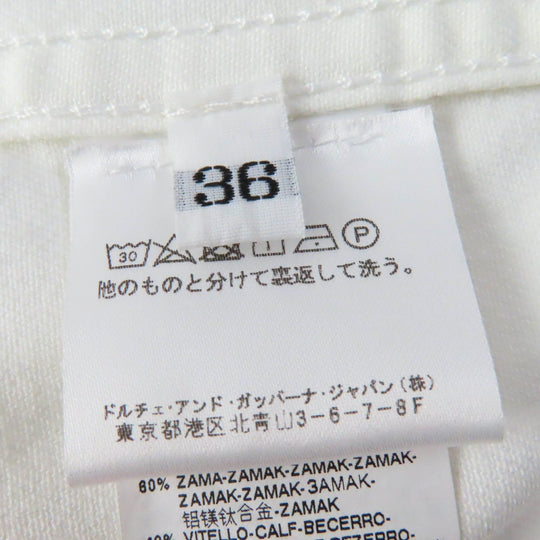 36
30 P
他のものと分けて裏返して洗う。
ドルチェ・アンド・ガッバーナ・ジャパン(株)
東京都港区北青山3-6-7-8F
60% ZAMA-ZAMAK-ZAMAK-ZAMAK-
ZAMAK-ZAMAK-ЗАМАК-
铝镁钛合金-ZAMAK
VITELLO-CALF-BECERRO-